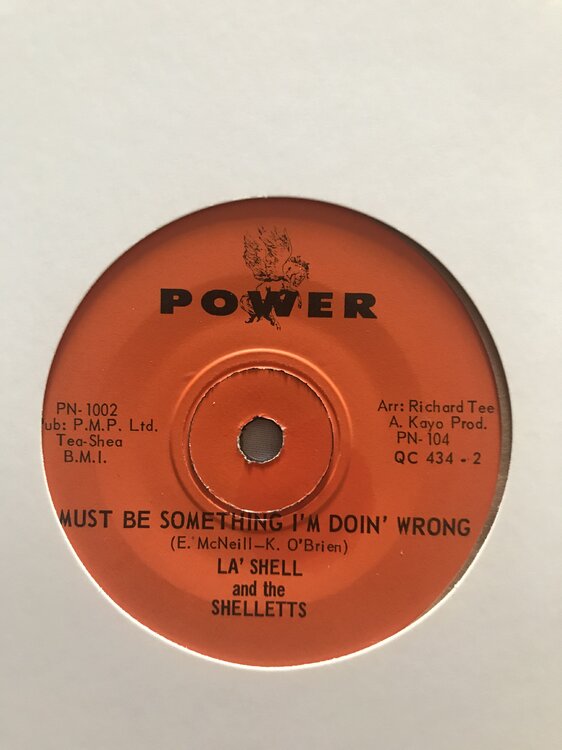 POWER
PN-1002
ub: P.M.P. Ltd.
Tea-Shea
B.M.I.
Arr: Richard Tee
A. Kayo Prod.
PN-104
QC 434 - 2
MUST BE SOMETHING I'M DOIN' WRONG
(E. McNeill-K. O'Brien)
LA' SHELL
and the
SHELLETTS